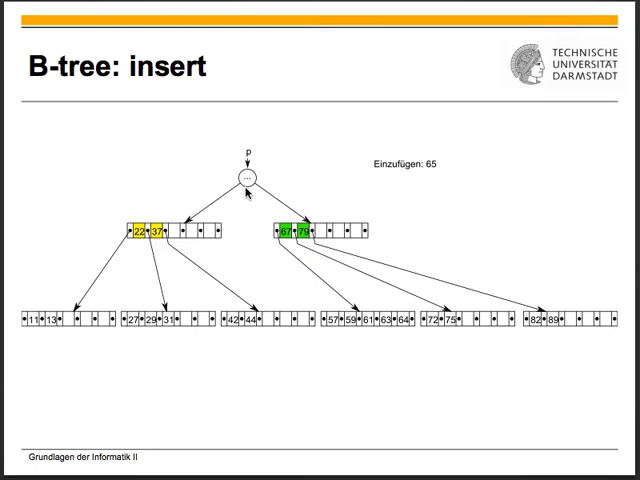 B-tree: insert
TECHNISCHE
UNIVERSITÄT
DARMSTADT
p
Einzufügen: 65
...
22 37 67 79
11 13 27 29 31 42 44 57 59 61 63 64 72 75 82 89
Grundlagen der Informatik II